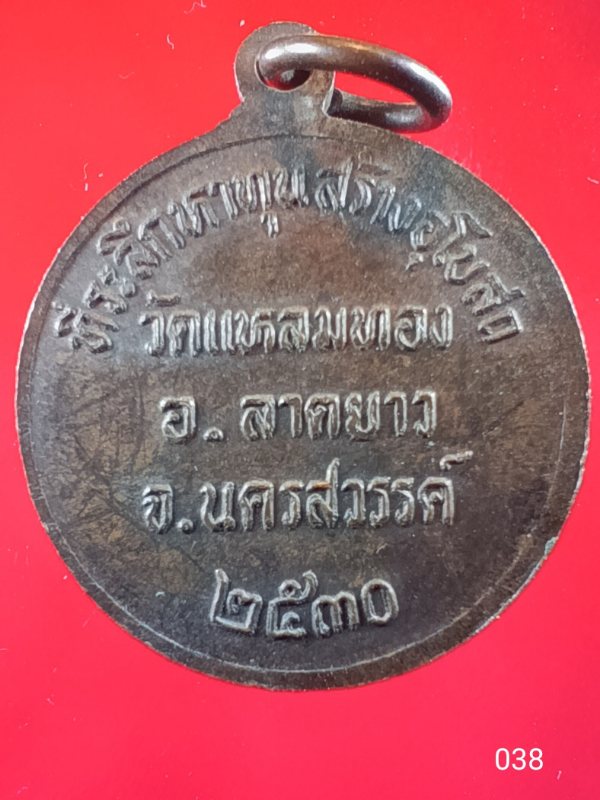 ที่ระลึกหาทุนสร้างอุโบสถ
วัดแหลมทอง
อ. ลาดยาว
จ. นครสวรรค์
๒๕๓๐
038